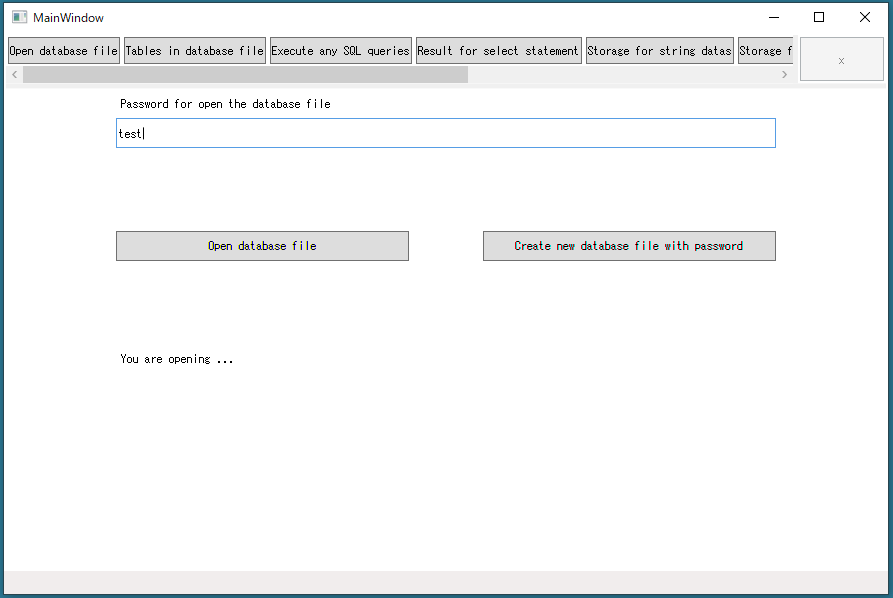 MainWindow
Open database file Tables in database file Execute any SQL queries Result for select statement Storage for string datas Storage f
x
Password for open the database file
test
Open database file Create new database file with password
You are opening ...